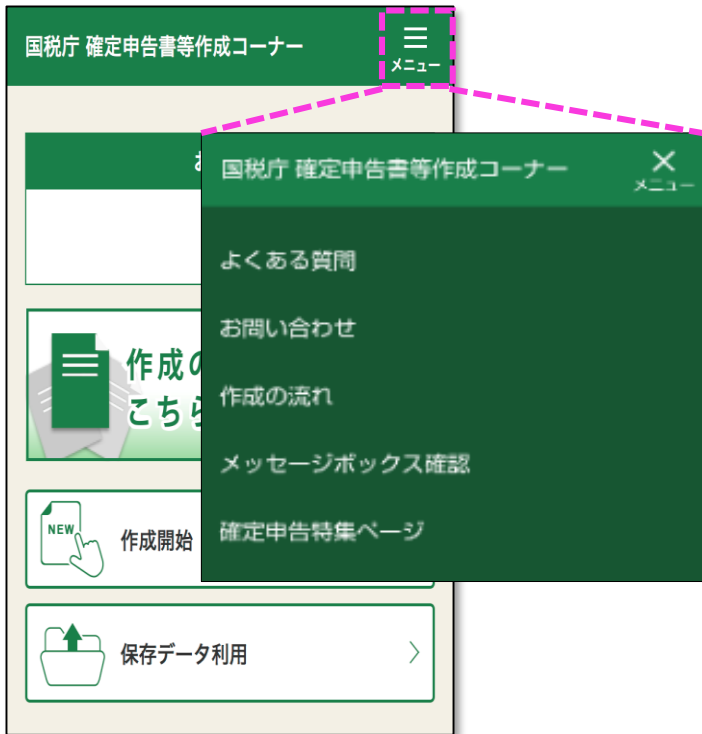 国税庁 確定申告書等作成コーナー
メニュー
国税庁 確定申告書等作成コーナー
メニュー
よくある質問
お問い合わせ
作成の流れ
メッセージボックス確認
確定申告特集ページ
作成の
こちら
NEW
作成開始
保存データ利用